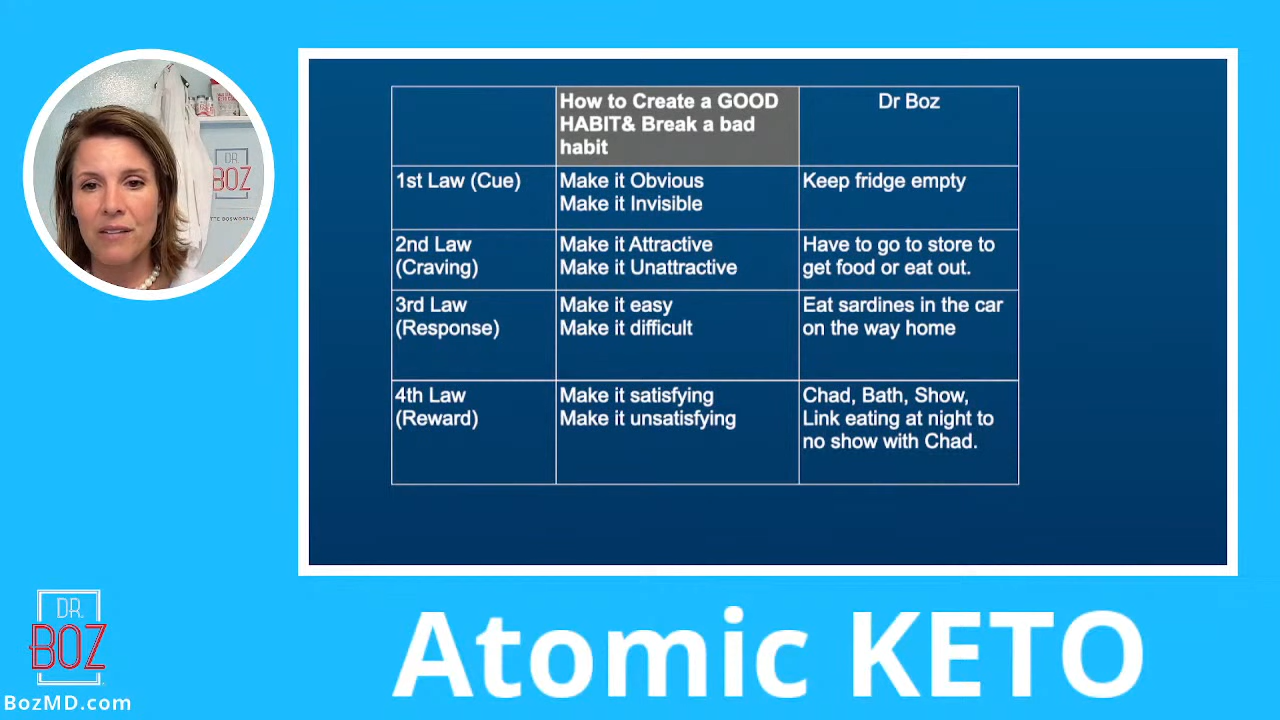 DR.
BOZ
TTE BOSWORTH,
How to Create a GOOD
HABIT& Break a bad
habit
Dr Boz
1st Law (Cue)
Make it Obvious
Make it Invisible
Keep fridge empty
2nd Law
(Craving)
Make it Attractive
Make it Unattractive
Have to go to store to
get food or eat out.
3rd Law
(Response)
Make it easy
Make it difficult
Eat sardines in the car
on the way home
4th Law
(Reward)
Make it satisfying
Make it unsatisfying
Chad, Bath, Show,
Link eating at night to
no show with Chad.
DR.
BOZ
BozMD.com
Atomic KETO